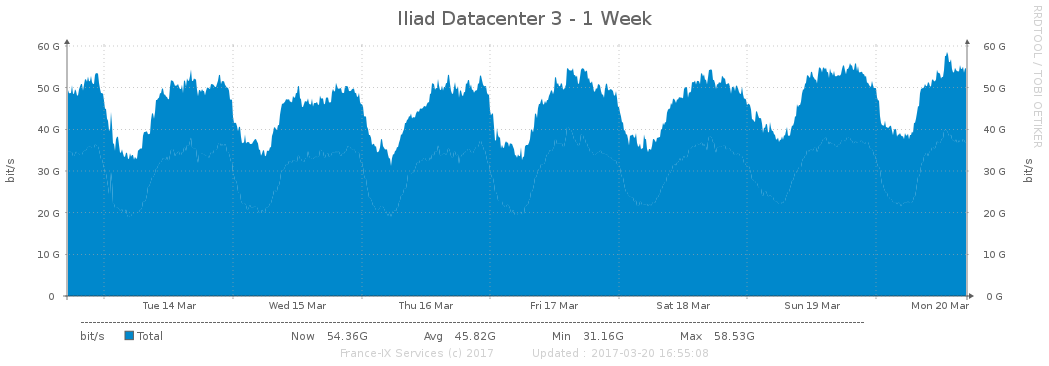 Iliad Datacenter 3 - 1 Week
RRDTOOL / TOBI OETIKER
bit/s
60 G
50 G
40 G
30 G
20 G
10 G
0
60 G
50 G
40 G
30 G
20 G
10 G
0 G
bit/s
Tue 14 Mar Wed 15 Mar Thu 16 Mar Fri 17 Mar Sat 18 Mar Sun 19 Mar Mon 20 Mar
bit/s Total Now 54.36G Avg 45.82G Min 31.16G Max 58.53G
France-IX Services (c) 2017 Updated : 2017-03-20 16:55:08